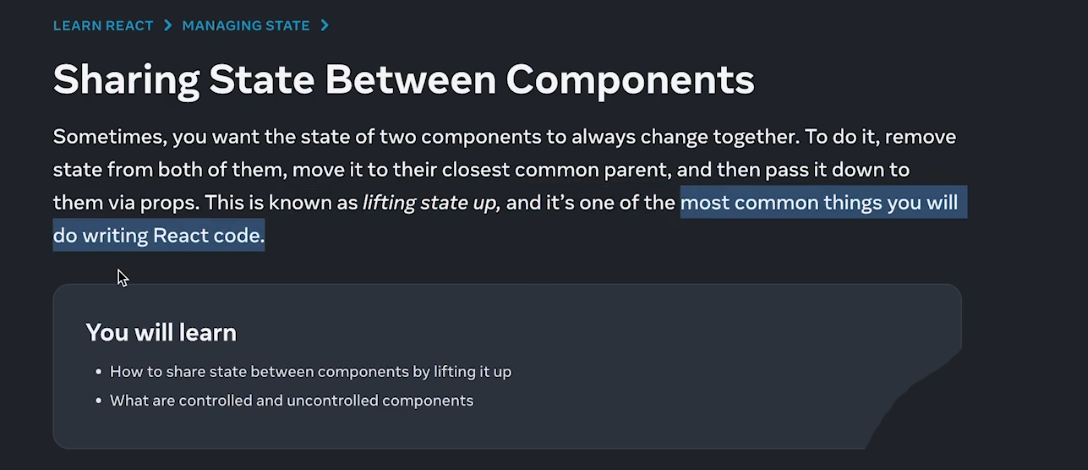 LEARN REACT > MANAGING STATE >
Sharing State Between Components
Sometimes, you want the state of two components to always change together. To do it, remove
state from both of them, move it to their closest common parent, and then pass it down to
them via props. This is known as lifting state up, and it’s one of the most common things you will
do writing React code.
You will learn
• How to share state between components by lifting it up
• What are controlled and uncontrolled components